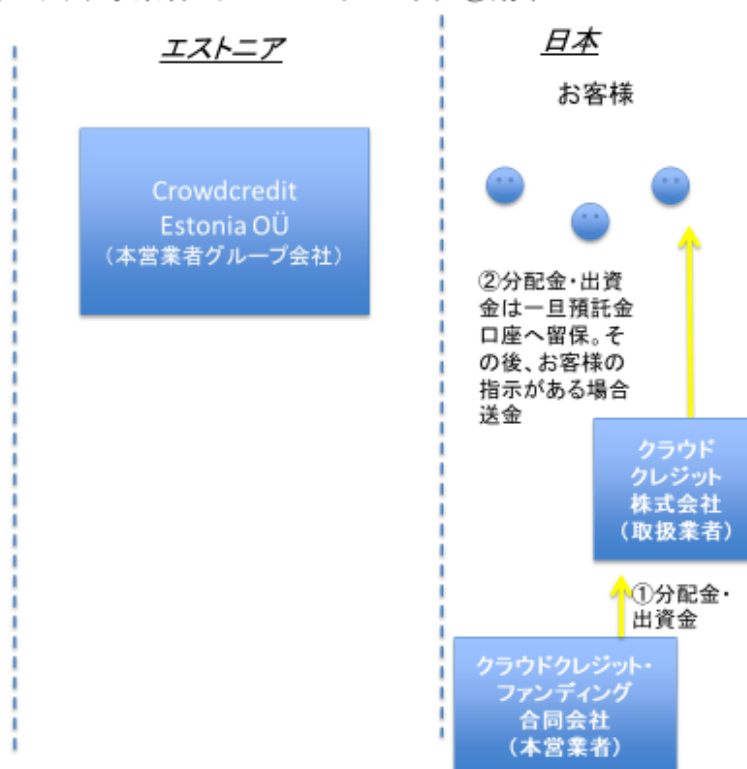 エストニア
日本
お客様
Crowdcredit
Estonia OÜ
（本営業者グループ会社）
②分配金・出資
金は一旦預託金
口座へ留保。そ
の後、お客様の
指示がある場合
送金
クラウド
クレジット
株式会社
（取扱業者）
①分配金・
出資金
クラウドクレジット・
ファンディング
合同会社
（本営業者）